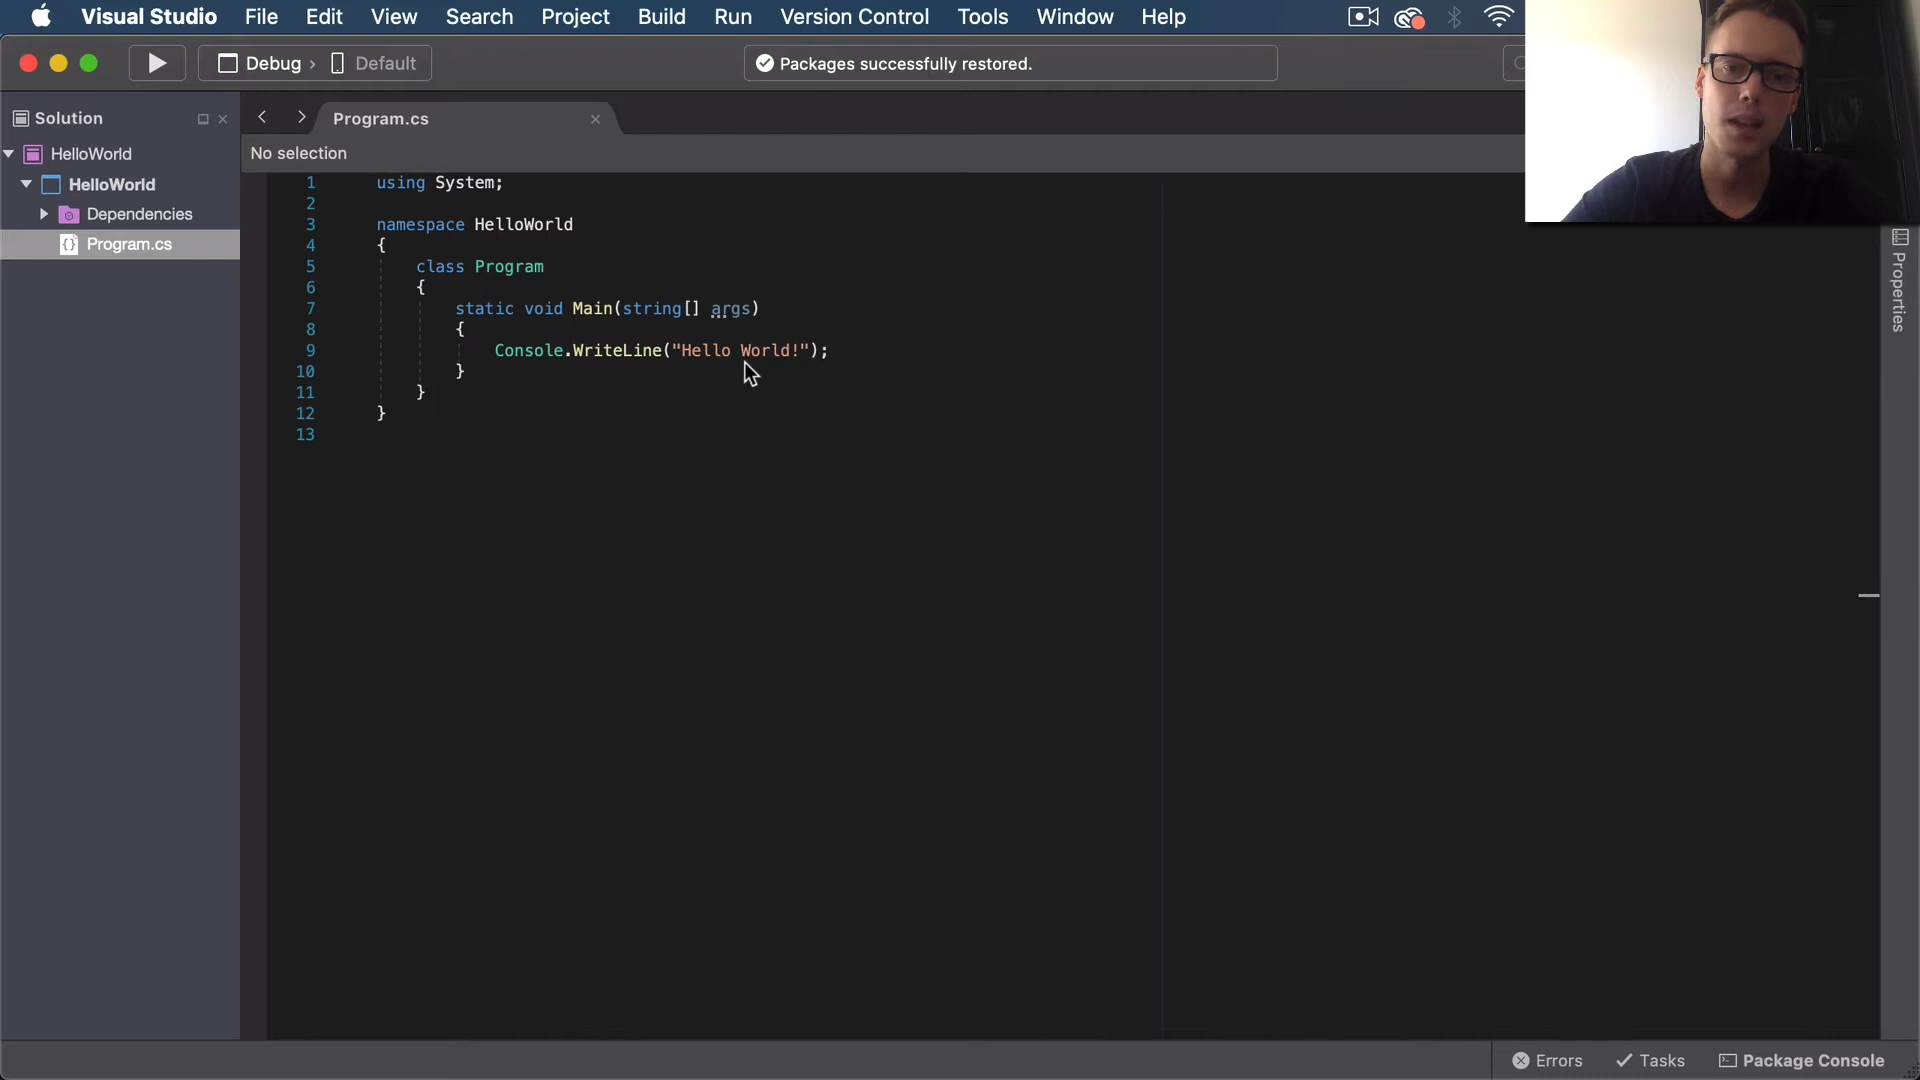 Visual Studio File Edit View Search Project Build Run Version Control Tools Window Help
Debug › Default
Packages successfully restored.
Solution
Program.cs
HelloWorld
No selection
HelloWorld
Dependencies
Program.cs
1 using System;
2
3 namespace HelloWorld
4 {
5 class Program
6 {
7 static void Main(string[] args)
8 {
9 Console.WriteLine("Hello World!");
10 }
11 }
12 }
13
Properties
Errors Tasks Package Console